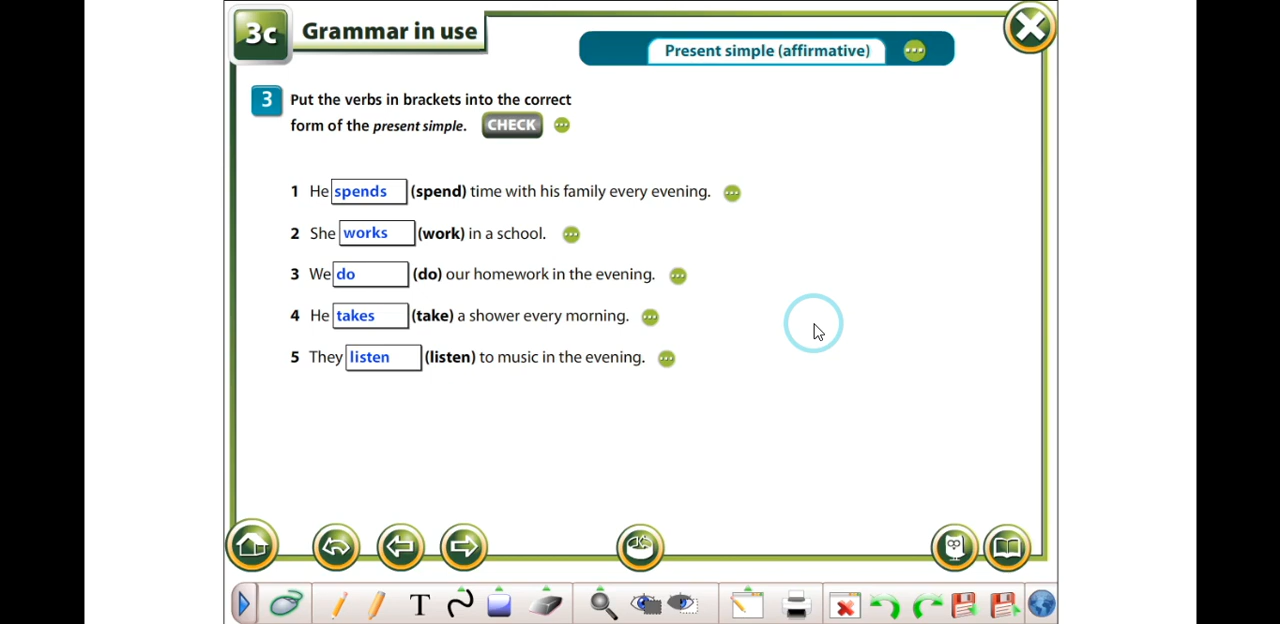 3c Grammar in use
Present simple (affirmative)
3 Put the verbs in brackets into the correct
form of the present simple. CHECK
1 He spends (spend) time with his family every evening.
2 She works (work) in a school.
3 We do (do) our homework in the evening.
4 He takes (take) a shower every morning.
5 They listen (listen) to music in the evening.
T